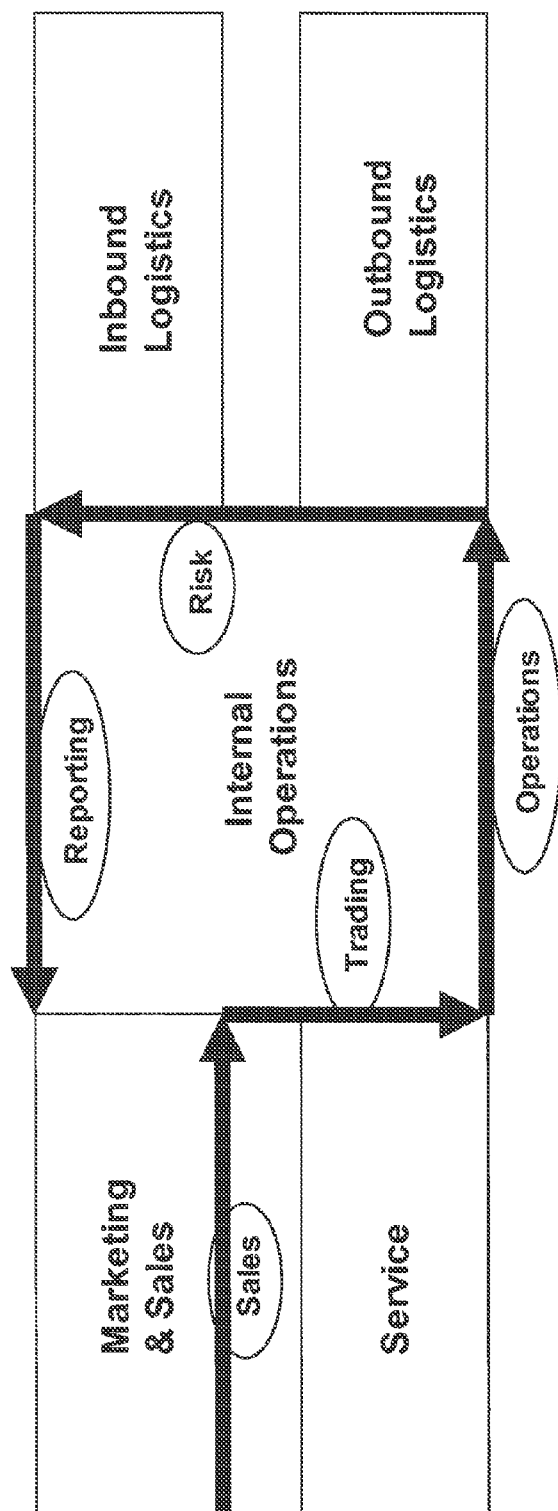 Marketing
& Sales
Sales
Service
Reporting
Internal
Operations
Trading
Risk
Operations
Inbound
Logistics
Outbound
Logistics